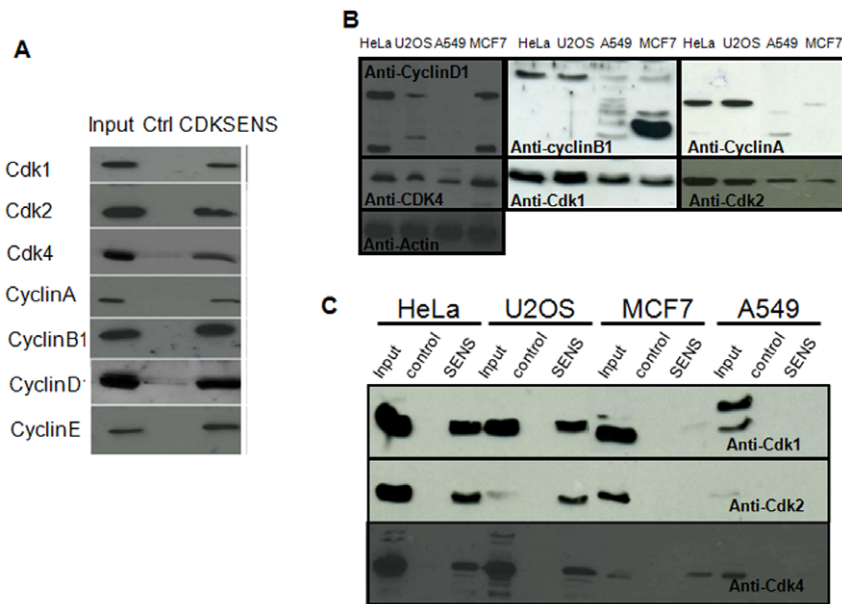 A
Input Ctrl CDKSENS
Cdk1
Cdk2
Cdk4
CyclinA
CyclinB1
CyclinD1
CyclinE
B
HeLa U2OS A549 MCF7
HeLa U2OS A549 MCF7
HeLa U2OS A549 MCF7
Anti-CyclinD1
Anti-cyclinB1
Anti-CyclinA
Anti-CDK4
Anti-Cdk1
Anti-Cdk2
Anti-Actin
C
HeLa U2OS MCF7 A549
Input control SENS Input control SENS Input control SENS Input control SENS
Anti-Cdk1
Anti-Cdk2
Anti-Cdk4